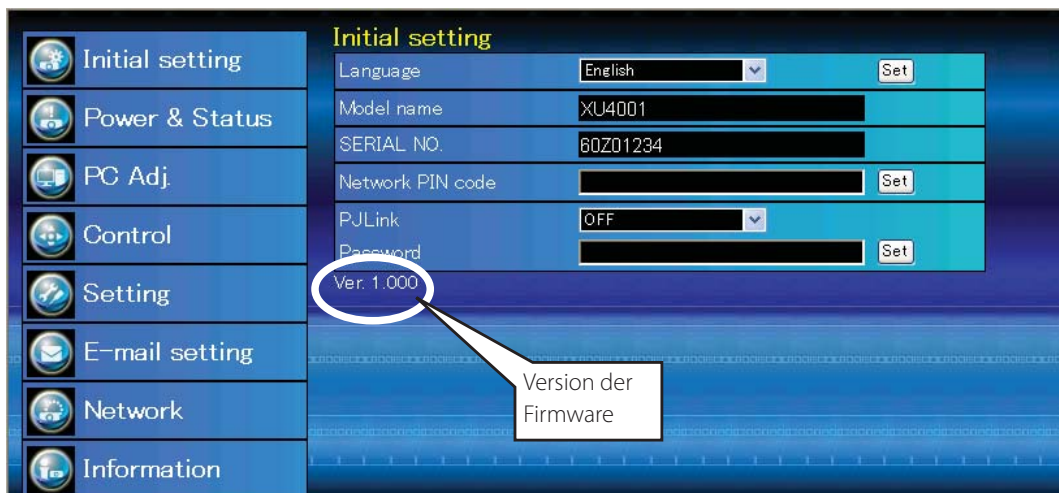 Initial setting
Power & Status
PC Adj.
Control
Setting
E-mail setting
Network
Information
Initial setting
Language English Set
Model name XU4001
SERIAL NO. 60Z01234
Network PIN code Set
PJLink OFF
Password Set
Ver. 1.000
Version der
Firmware